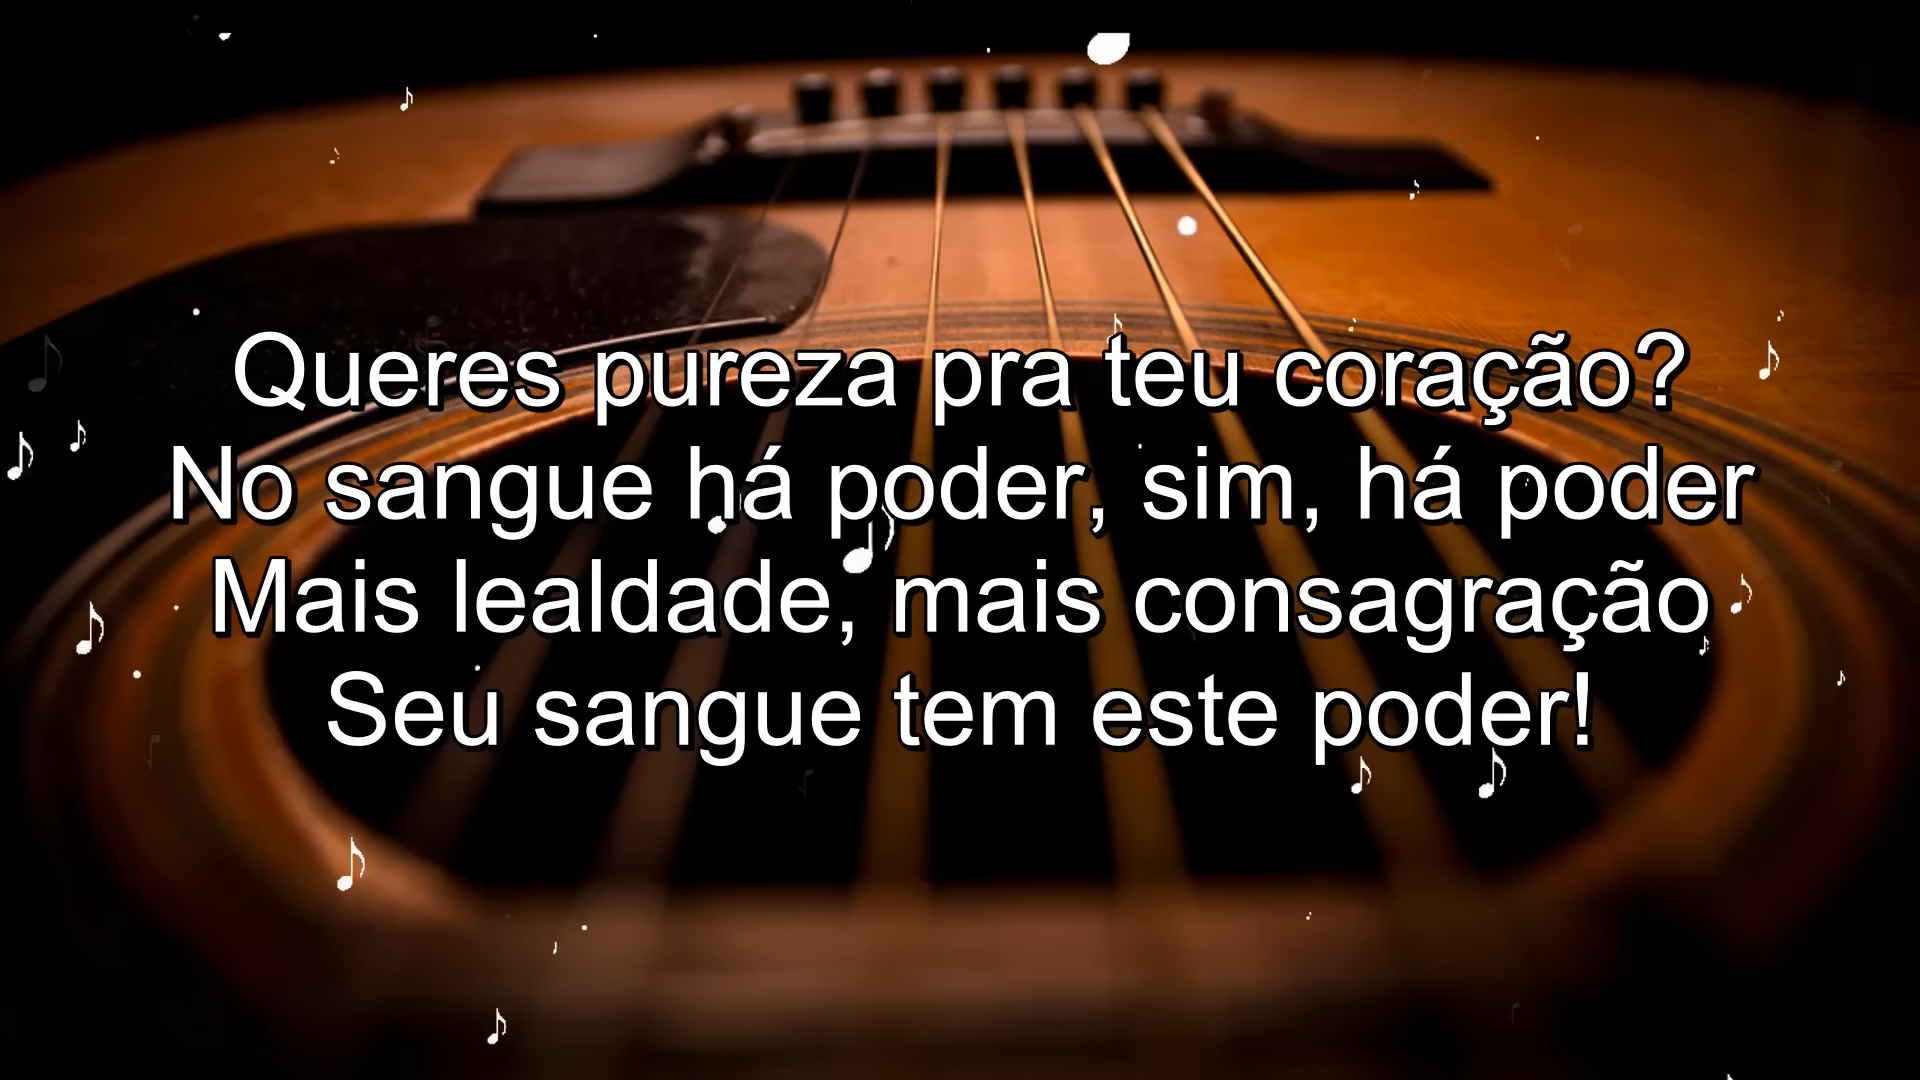 Queres pureza pra teu coração?
No sangue há poder, sim, há poder
Mais lealdade, mais consagração
Seu sangue tem este poder!